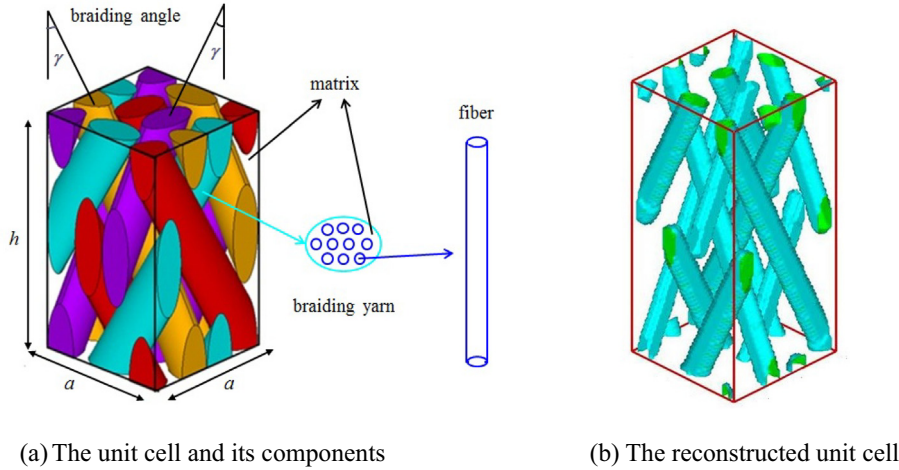 braiding angle
γ
γ
matrix
fiber
h
braiding yarn
a
a
(a) The unit cell and its components
(b) The reconstructed unit cell